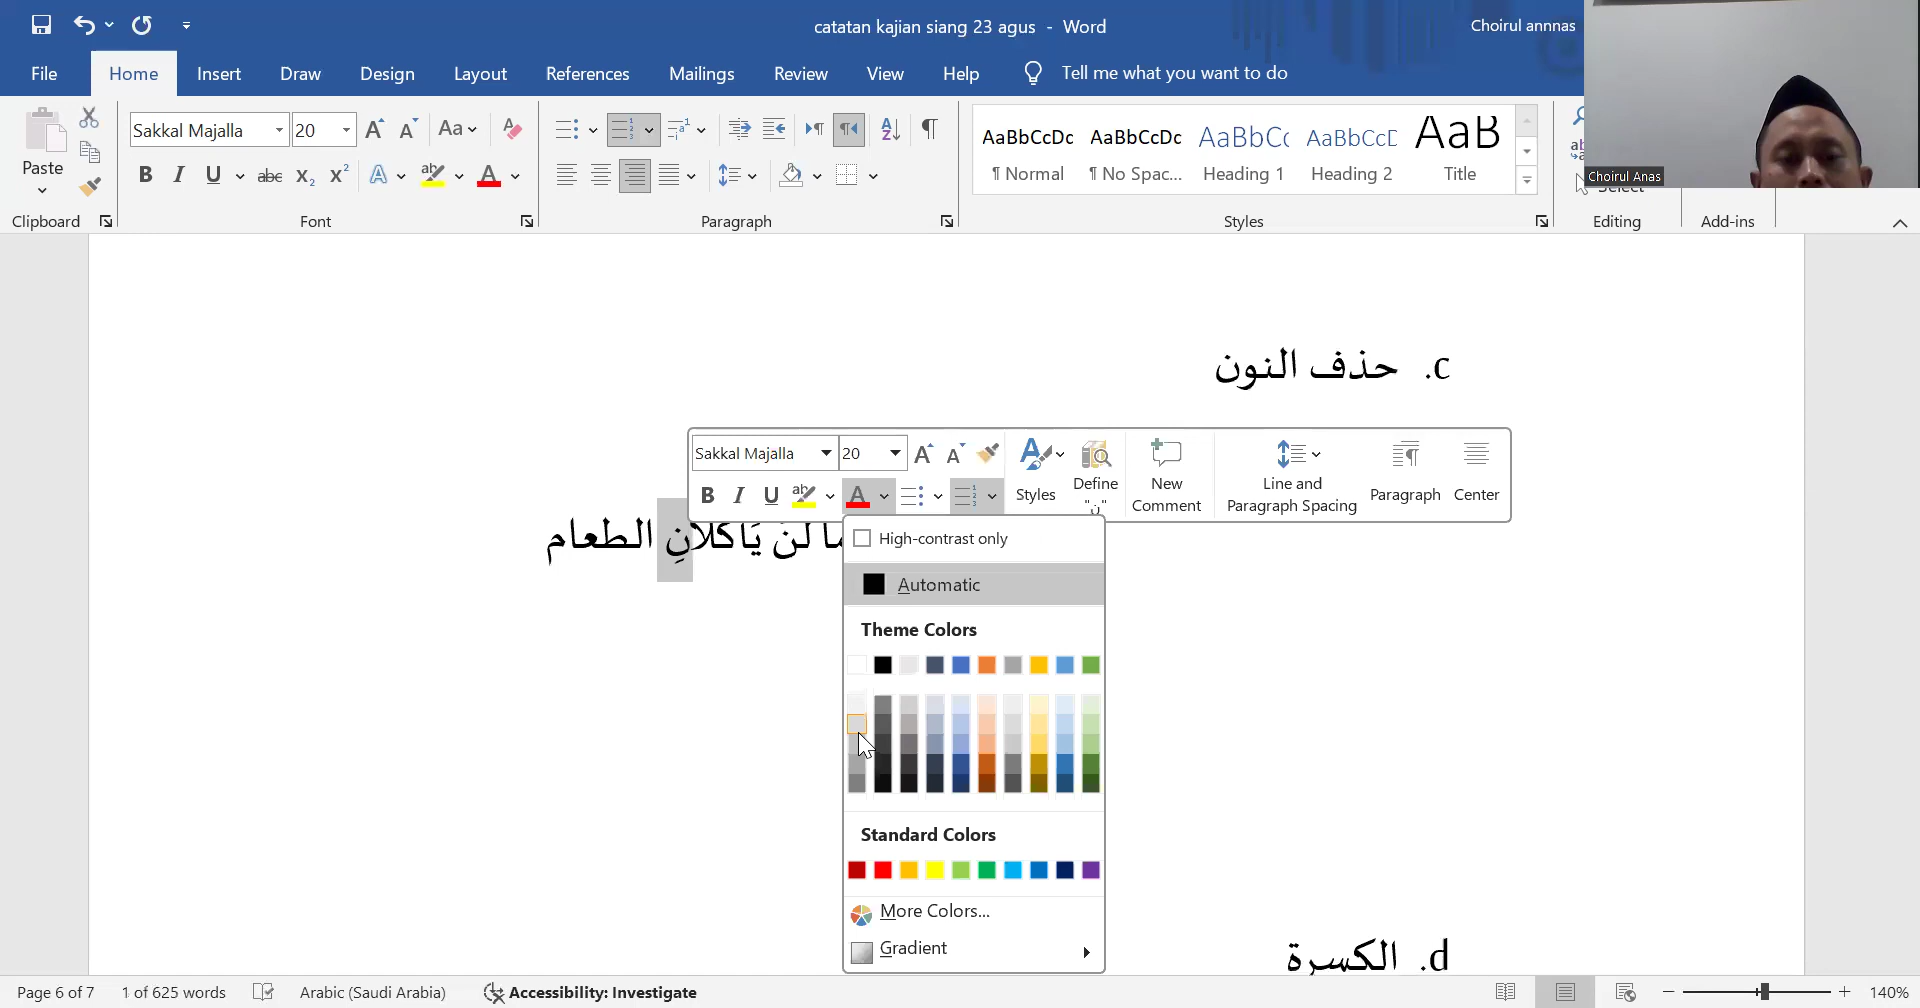 catatan kajian siang 23 agus - Word
Choirul annnas
File Home Insert Draw Design Layout References Mailings Review View Help Tell me what you want to do
Paste
Sakkal Majalla 20
AaBbCcDc AaBbCcDc AaBbCc AaBbCcD AaB
¶ Normal ¶ No Spac... Heading 1 Heading 2 Title
Choirul Anas
Select
Clipboard Font Paragraph Styles Editing Add-ins
c. حذف النون
Sakkal Majalla 20
Styles Define "ن" New Comment Line and Paragraph Spacing Paragraph Center
لن يَأكلانِ الطعام
High-contrast only
Automatic
Theme Colors
Standard Colors
More Colors...
Gradient
d. الكسرة
Page 6 of 7 1 of 625 words Arabic (Saudi Arabia) Accessibility: Investigate 140%